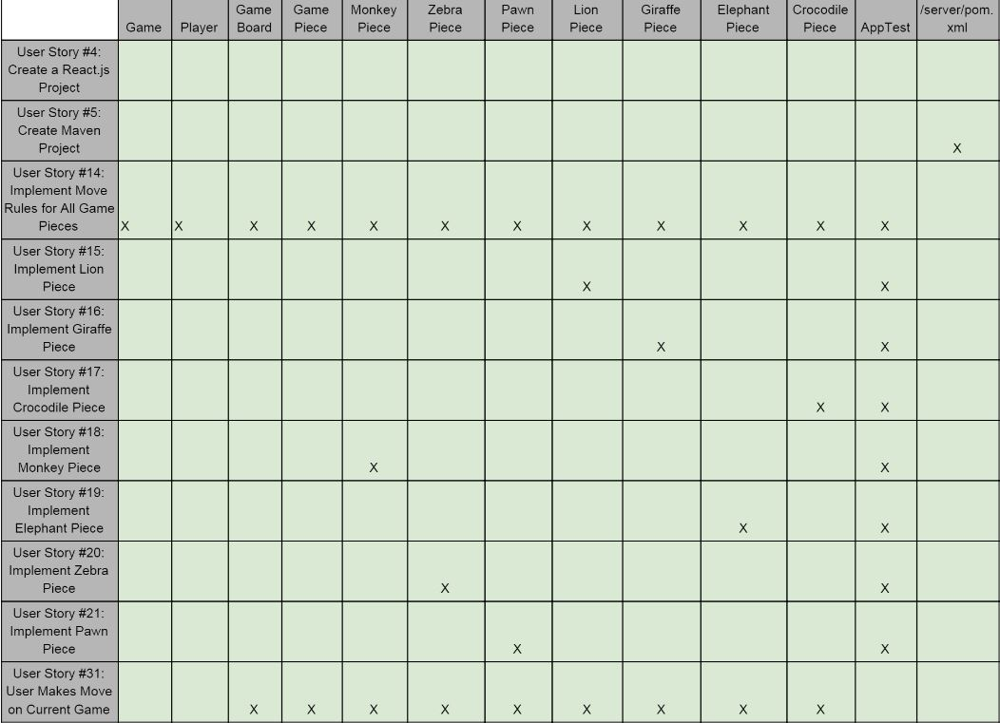 Game Player Game Board Game Piece Monkey Piece Zebra Piece Pawn Piece Lion Piece Giraffe Piece Elephant Piece Crocodile Piece AppTest /server/pom.xml
User Story #4:
Create a React.js
Project
User Story #5:
Create Maven
Project X
User Story #14:
Implement Move
Rules for All Game
Pieces X X X X X X X X X X X X
User Story #15:
Implement Lion
Piece X X
User Story #16:
Implement Giraffe
Piece X X
User Story #17:
Implement
Crocodile Piece X X
User Story #18:
Implement
Monkey Piece X X
User Story #19:
Implement
Elephant Piece X X
User Story #20:
Implement Zebra
Piece X X
User Story #21:
Implement Pawn
Piece X X
User Story #31:
User Makes Move
on Current Game X X X X X X X X X